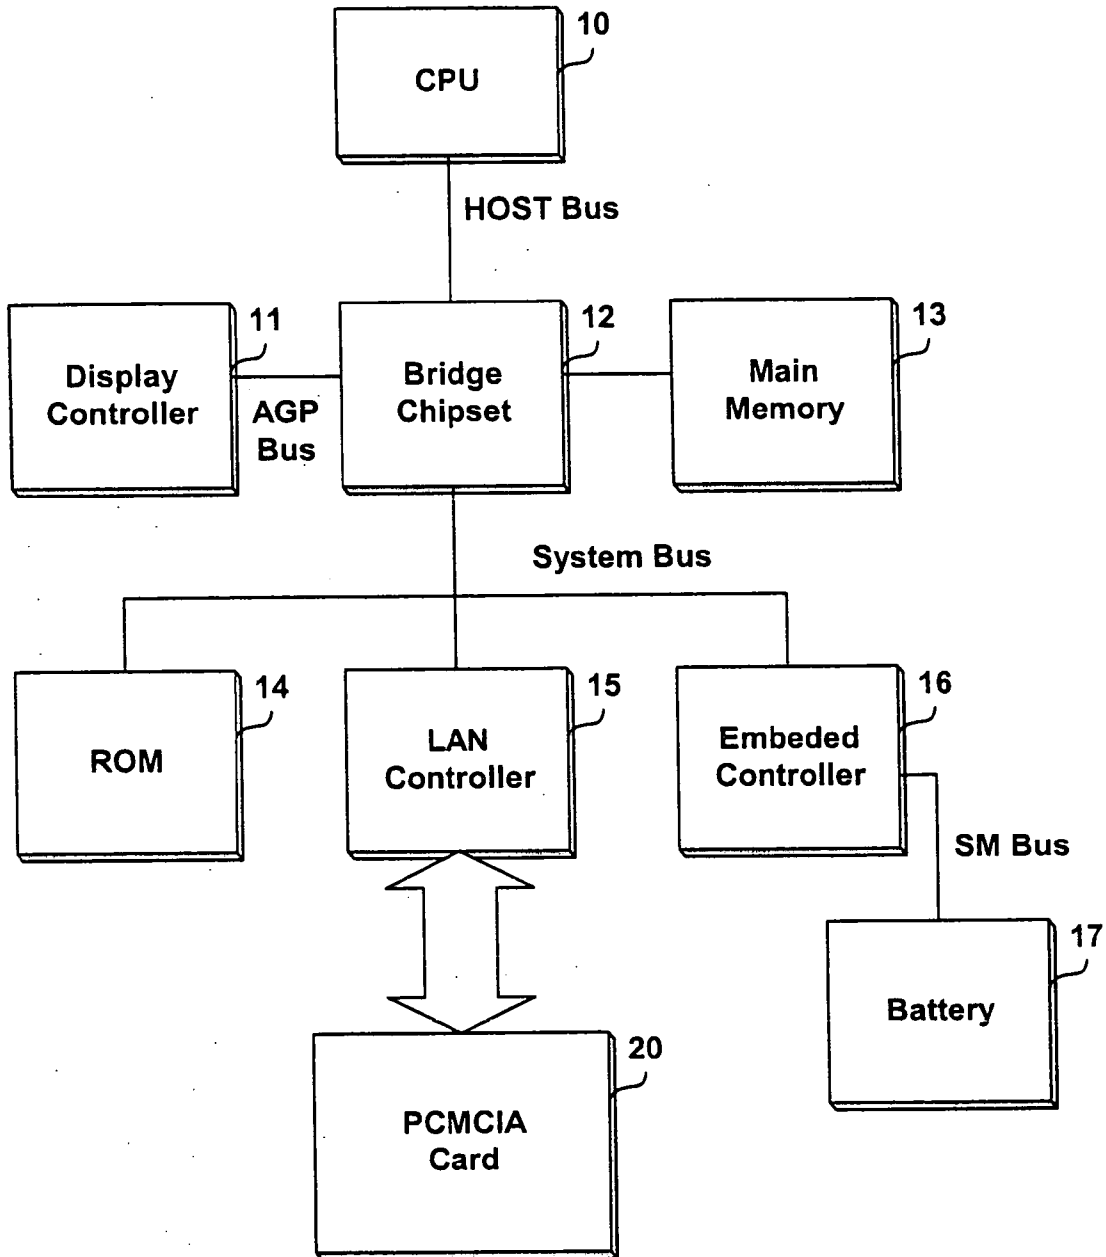 10
CPU
HOST Bus
11
12
13
Display
Controller
AGP
Bus
Bridge
Chipset
Main
Memory
System Bus
14
15
16
ROM
LAN
Controller
Embeded
Controller
SM Bus
17
Battery
20
PCMCIA
Card